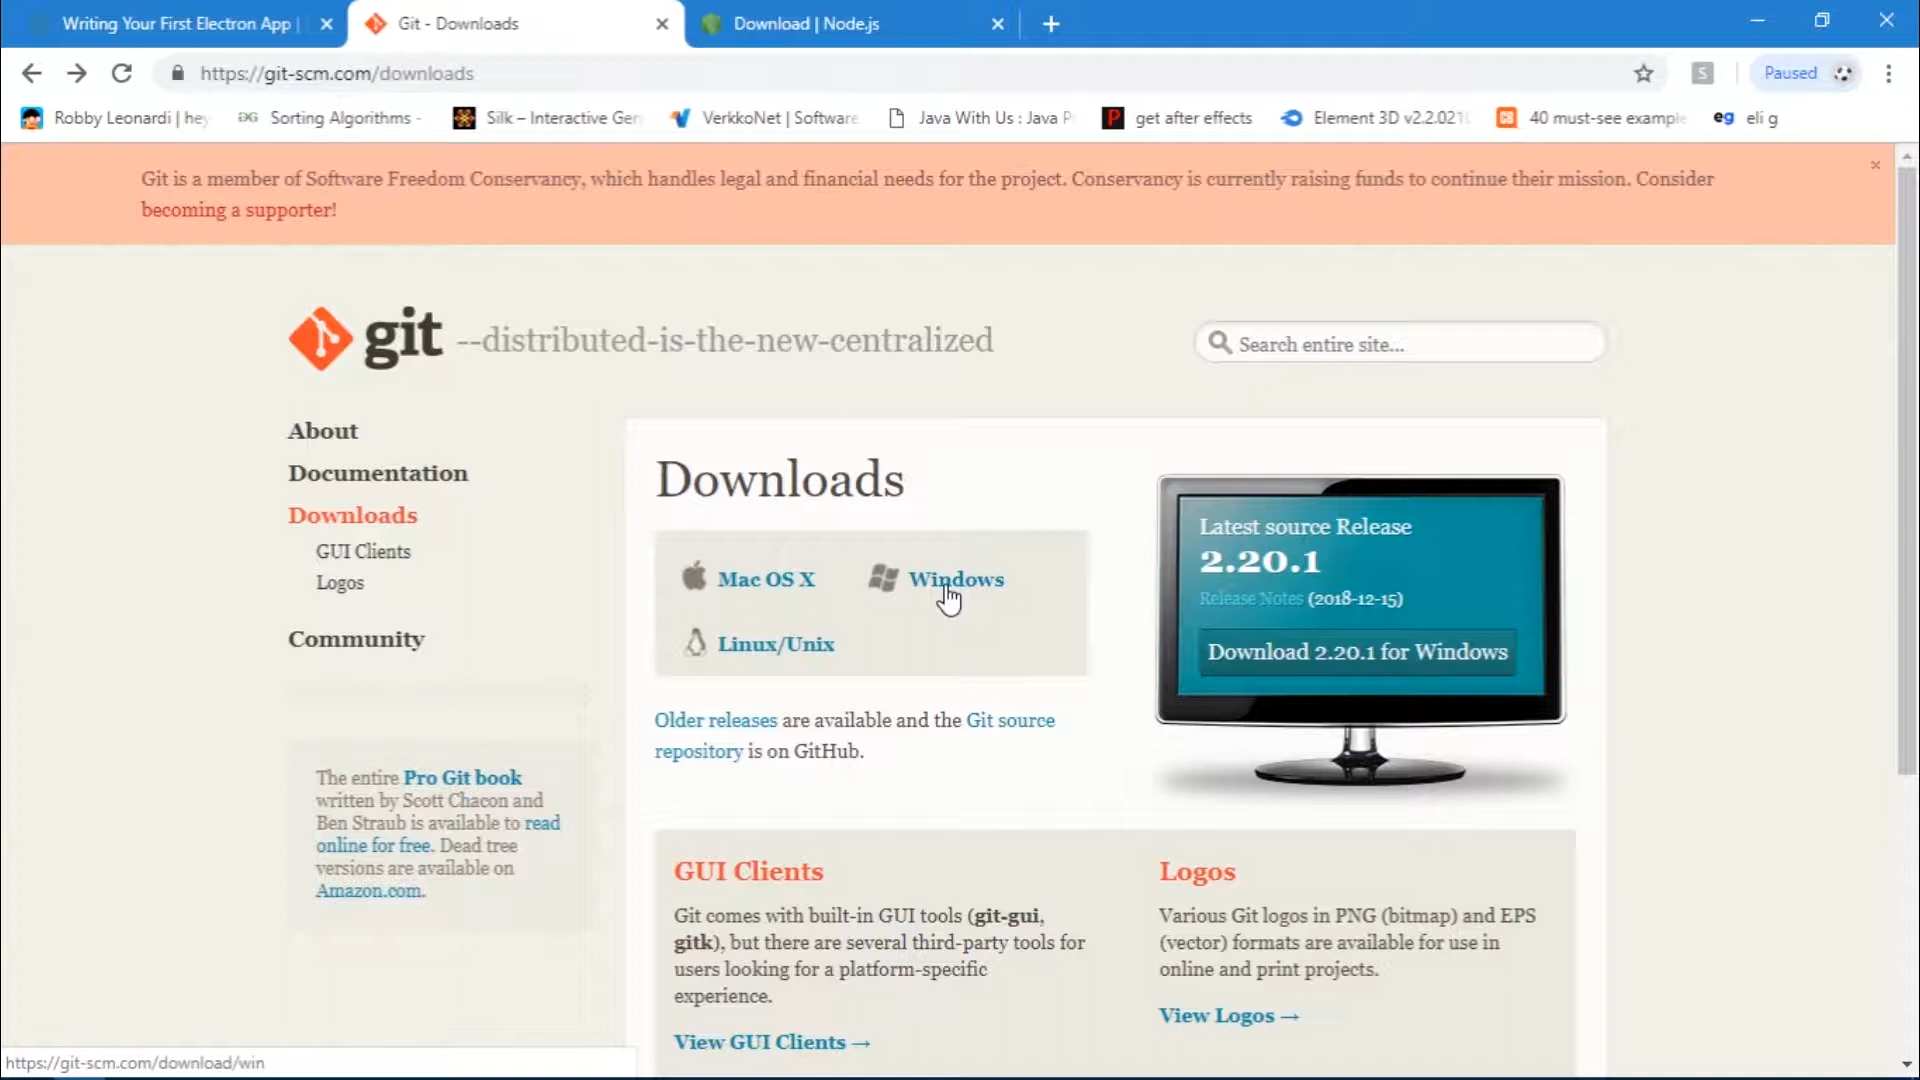 Writing Your First Electron App |
Git - Downloads
Download | Node.js
https://git-scm.com/downloads
S
Paused
Robby Leonardi | hey
Sorting Algorithms -
Silk – Interactive Gen
VerkkoNet | Software
Java With Us : Java P
get after effects
Element 3D v2.2.021
40 must-see example
eg
eli g
Git is a member of Software Freedom Conservancy, which handles legal and financial needs for the project. Conservancy is currently raising funds to continue their mission. Consider
becoming a supporter!
git --distributed-is-the-new-centralized
Search entire site...
About
Documentation
Downloads
GUI Clients
Logos
Community
The entire Pro Git book
written by Scott Chacon and
Ben Straub is available to read
online for free. Dead tree
versions are available on
Amazon.com.
Downloads
Mac OS X
Windows
Linux/Unix
Older releases are available and the Git source
repository is on GitHub.
Latest source Release
2.20.1
Release Notes (2018-12-15)
Download 2.20.1 for Windows
GUI Clients
Git comes with built-in GUI tools (git-gui,
gitk), but there are several third-party tools for
users looking for a platform-specific
experience.
View GUI Clients →
Logos
Various Git logos in PNG (bitmap) and EPS
(vector) formats are available for use in
online and print projects.
View Logos →
https://git-scm.com/download/win